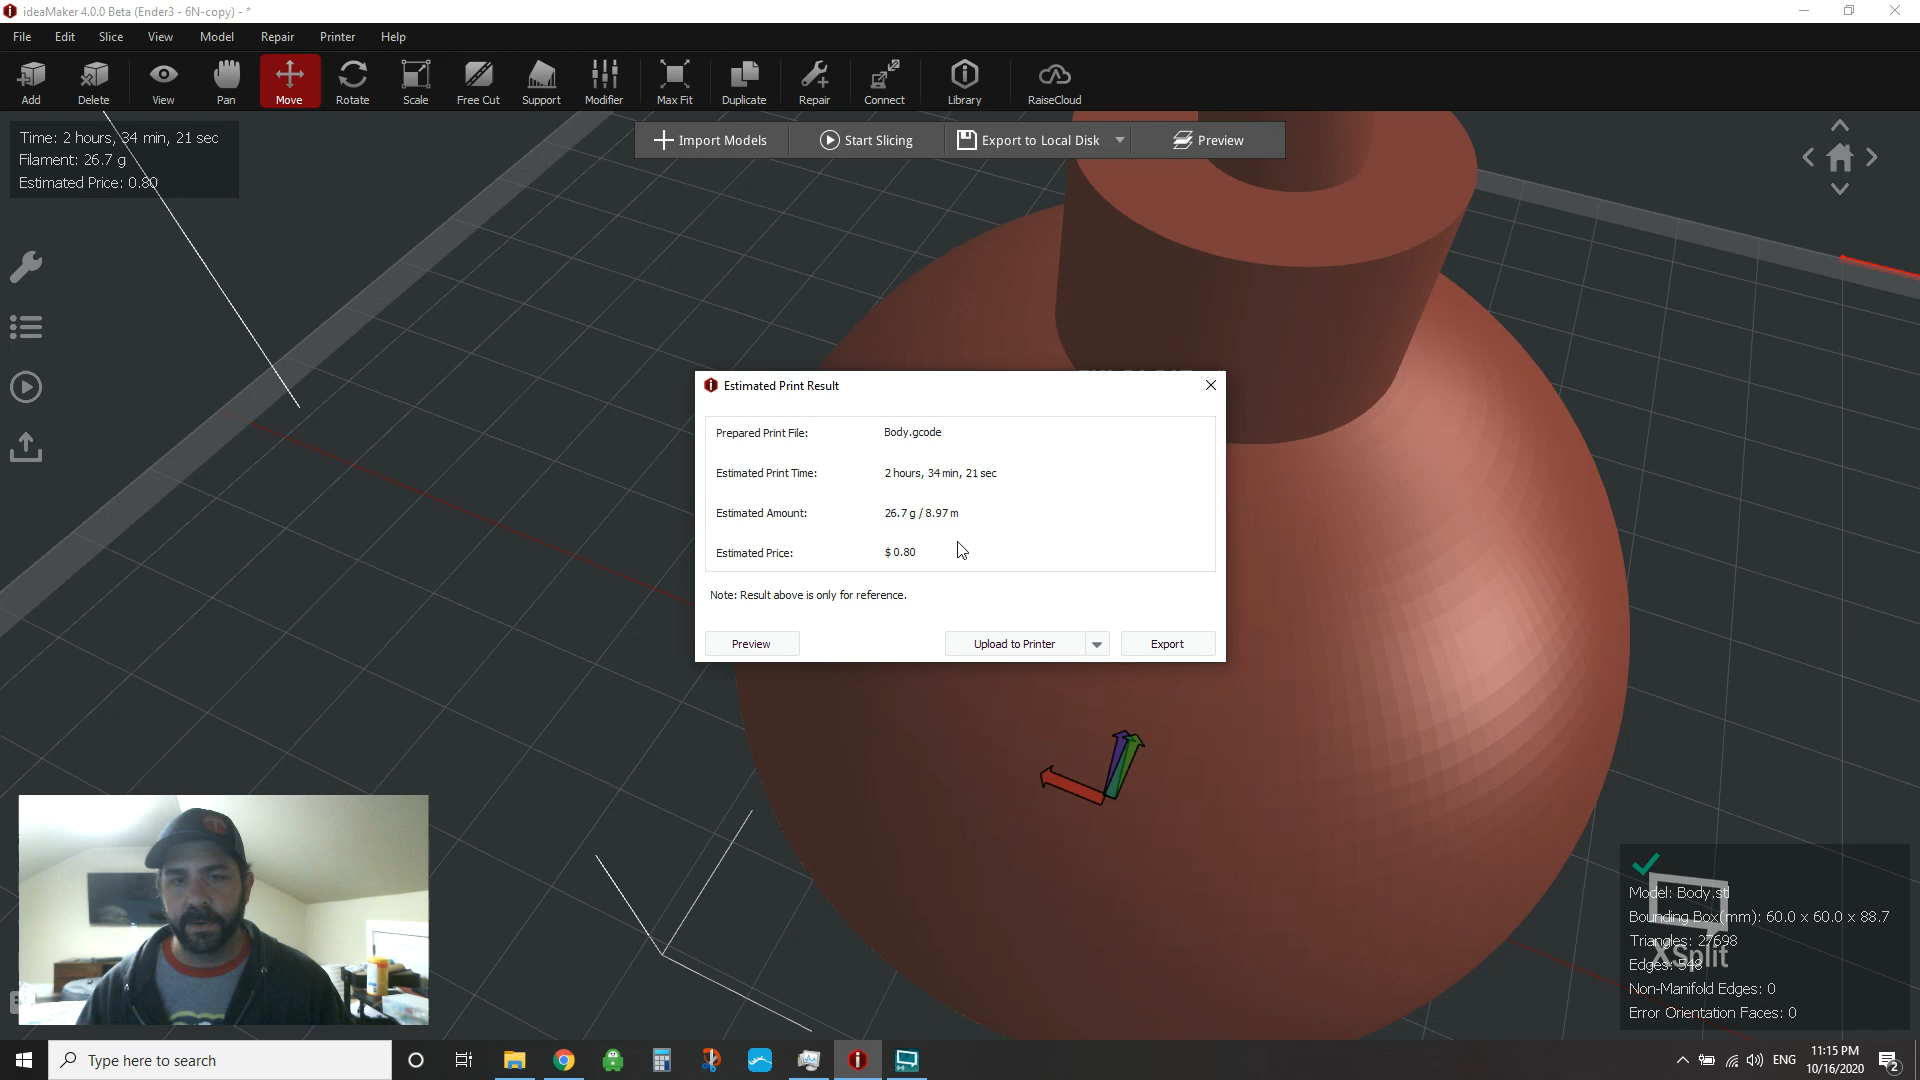 ideaMaker 4.0.0 Beta (Ender3 - 6N-copy) - *
File Edit Slice View Model Repair Printer Help
Add Delete View Pan Move Rotate Scale Free Cut Support Modifier Max Fit Duplicate Repair Connect Library RaiseCloud
Time: 2 hours, 34 min, 21 sec
Filament: 26.7 g
Estimated Price: 0.80
Import Models Start Slicing Export to Local Disk Preview
Estimated Print Result
Prepared Print File: Body.gcode
Estimated Print Time: 2 hours, 34 min, 21 sec
Estimated Amount: 26.7 g / 8.97 m
Estimated Price: $ 0.80
Note: Result above is only for reference.
Preview Upload to Printer Export
Model: Body.stl
Bounding Box(mm): 60.0 x 60.0 x 88.7
Triangles: 27698
XSplit
Edges: 548
Non-Manifold Edges: 0
Error Orientation Faces: 0
Type here to search
ENG
11:15 PM
10/16/2020
2